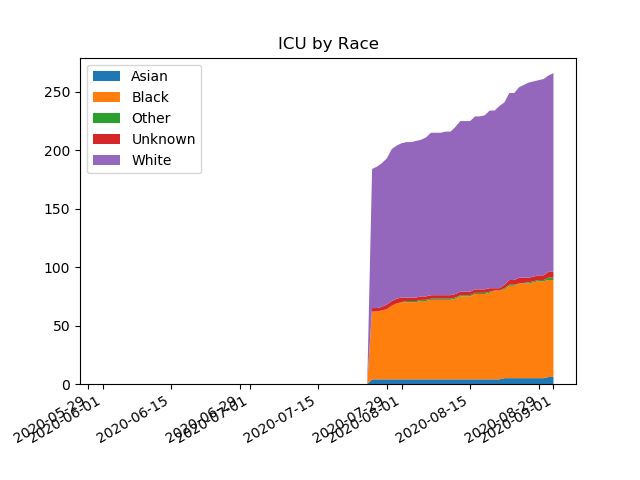 ICU by Race
Asian
Black
Other
Unknown
White
250
200
150
100
50
0
2020-05-29
2020-06-01
2020-06-15
2020-06-29
2020-07-01
2020-07-15
2020-07-29
2020-08-01
2020-08-15
2020-08-29
2020-09-01